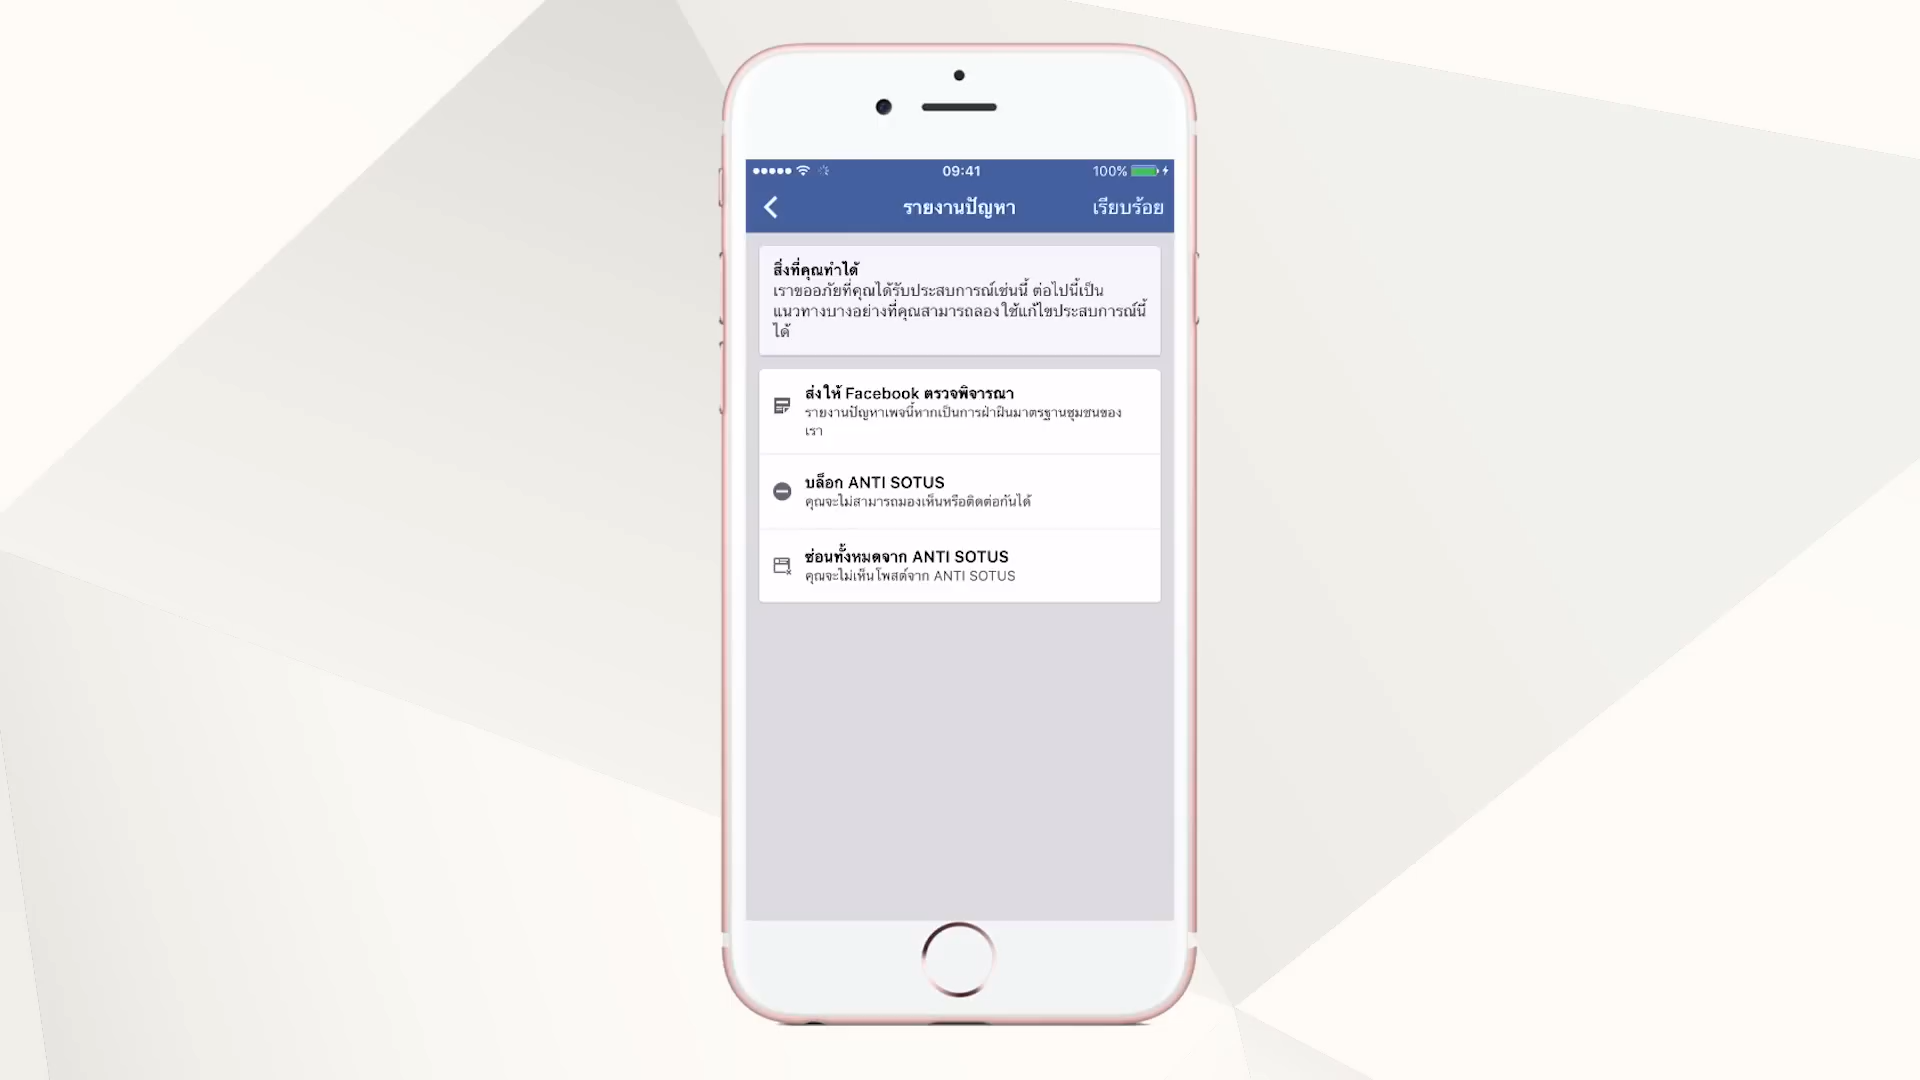 09:41
100%
รายงานปัญหา
เรียบร้อย
สิ่งที่คุณทำได้
เราขออภัยที่คุณได้รับประสบการณ์เช่นนี้ ต่อไปนี้เป็น
แนวทางบางอย่างที่คุณสามารถลองใช้แก้ไขประสบการณ์นี้
ได้
ส่งให้ Facebook ตรวจพิจารณา
รายงานปัญหาเพจนี้หากเป็นการฝ่าฝืนมาตรฐานชุมชนของ
เรา
บล็อก ANTI SOTUS
คุณจะไม่สามารถมองเห็นหรือติดต่อกันได้
ซ่อนทั้งหมดจาก ANTI SOTUS
คุณจะไม่เห็นโพสต์จาก ANTI SOTUS